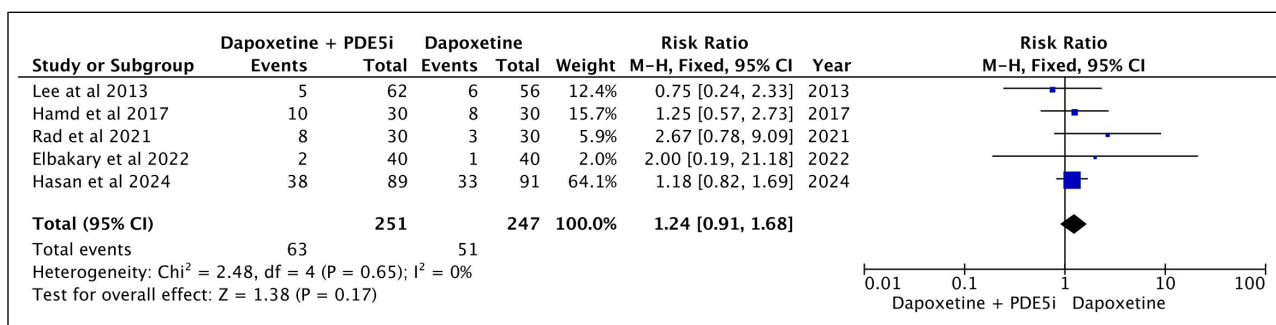 Dapoxetine + PDE5i Dapoxetine Risk Ratio Risk Ratio
Study or Subgroup Events Total Events Total Weight M-H, Fixed, 95% CI Year M-H, Fixed, 95% CI
Lee at al 2013 5 62 6 56 12.4% 0.75 [0.24, 2.33] 2013
Hamd et al 2017 10 30 8 30 15.7% 1.25 [0.57, 2.73] 2017
Rad et al 2021 8 30 3 30 5.9% 2.67 [0.78, 9.09] 2021
Elbakary et al 2022 2 40 1 40 2.0% 2.00 [0.19, 21.18] 2022
Hasan et al 2024 38 89 33 91 64.1% 1.18 [0.82, 1.69] 2024
Total (95% CI) 251 247 100.0% 1.24 [0.91, 1.68]
Total events 63 51
Heterogeneity: Chi² = 2.48, df = 4 (P = 0.65); I² = 0%
Test for overall effect: Z = 1.38 (P = 0.17)
0.01 0.1 1 10 100
Dapoxetine + PDE5i Dapoxetine